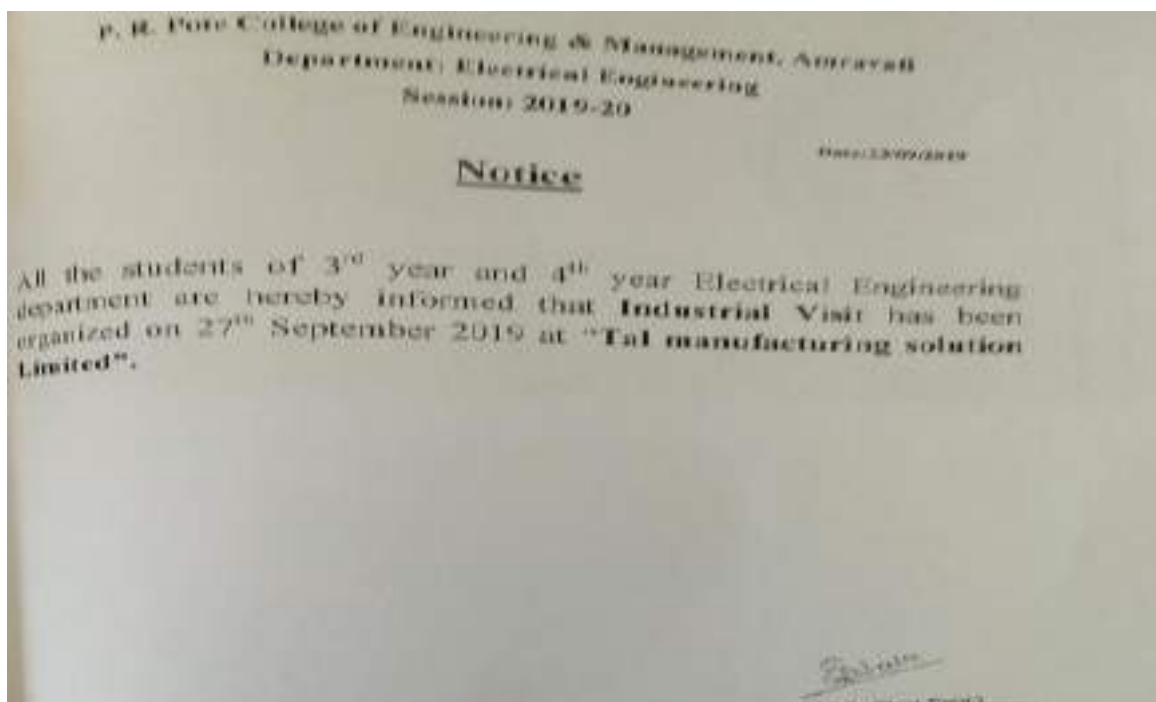 P. R. Pote College of Engineering & Management, Amravati
Department: Electrical Engineering
Session: 2019-20
Notice
All the students of 3rd year and 4th year Electrical Engineering
department are hereby informed that Industrial Visit has been
organized on 27th September 2019 at "Tal manufacturing solution
Limited".